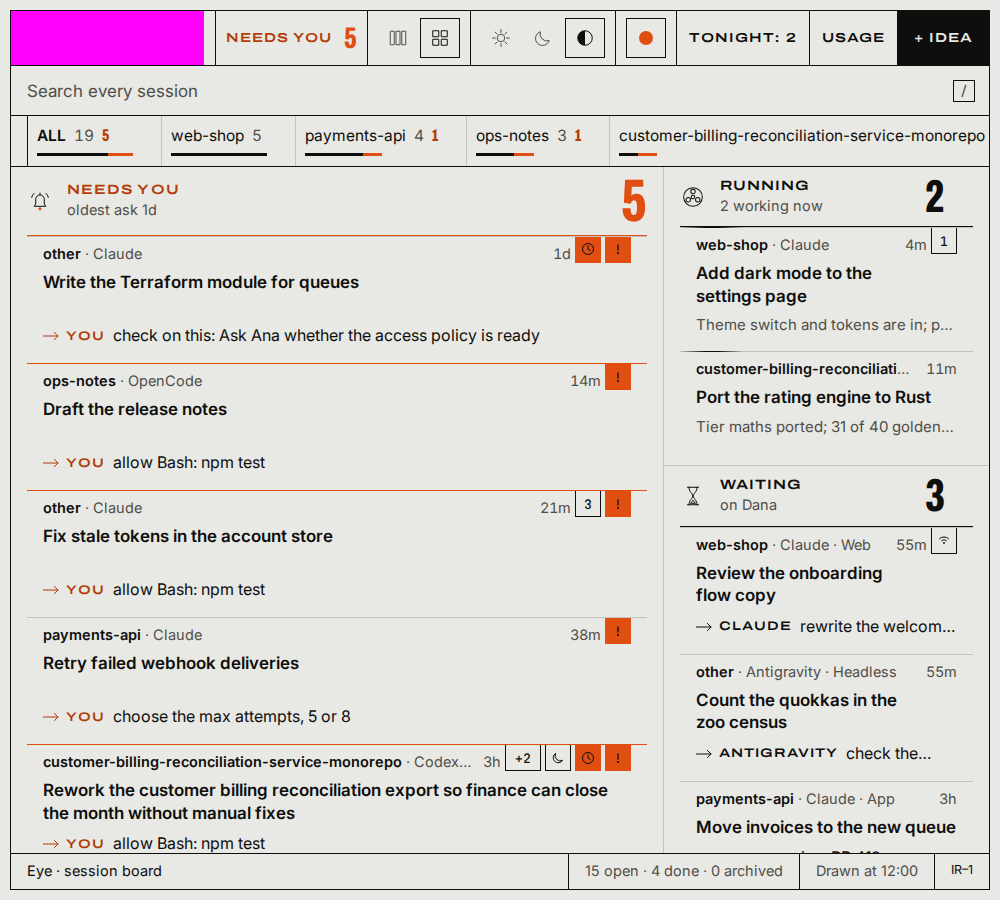 NEEDS YOU 5
TONIGHT: 2
USAGE
+ IDEA
Search every session /
ALL 19 5
web-shop 5
payments-api 4 1
ops-notes 3 1
customer-billing-reconciliation-service-monorepo
NEEDS YOU
oldest ask 1d
5
other · Claude 1d !
Write the Terraform module for queues
→ YOU check on this: Ask Ana whether the access policy is ready
ops-notes · OpenCode 14m !
Draft the release notes
→ YOU allow Bash: npm test
other · Claude 21m 3 !
Fix stale tokens in the account store
→ YOU allow Bash: npm test
payments-api · Claude 38m !
Retry failed webhook deliveries
→ YOU choose the max attempts, 5 or 8
customer-billing-reconciliation-service-monorepo · Codex... 3h +2 !
Rework the customer billing reconciliation export so finance can close
the month without manual fixes
→ YOU allow Bash: npm test
RUNNING
2 working now
2
web-shop · Claude 4m 1
Add dark mode to the
settings page
Theme switch and tokens are in; p...
customer-billing-reconciliati... 11m
Port the rating engine to Rust
Tier maths ported; 31 of 40 golden...
WAITING
on Dana
3
web-shop · Claude · Web 55m
Review the onboarding
flow copy
→ CLAUDE rewrite the welcom...
other · Antigravity · Headless 55m
Count the quokkas in the
zoo census
→ ANTIGRAVITY check the...
payments-api · Claude · App 3h
Move invoices to the new queue
Eye · session board
15 open · 4 done · 0 archived
Drawn at 12:00
IR–1